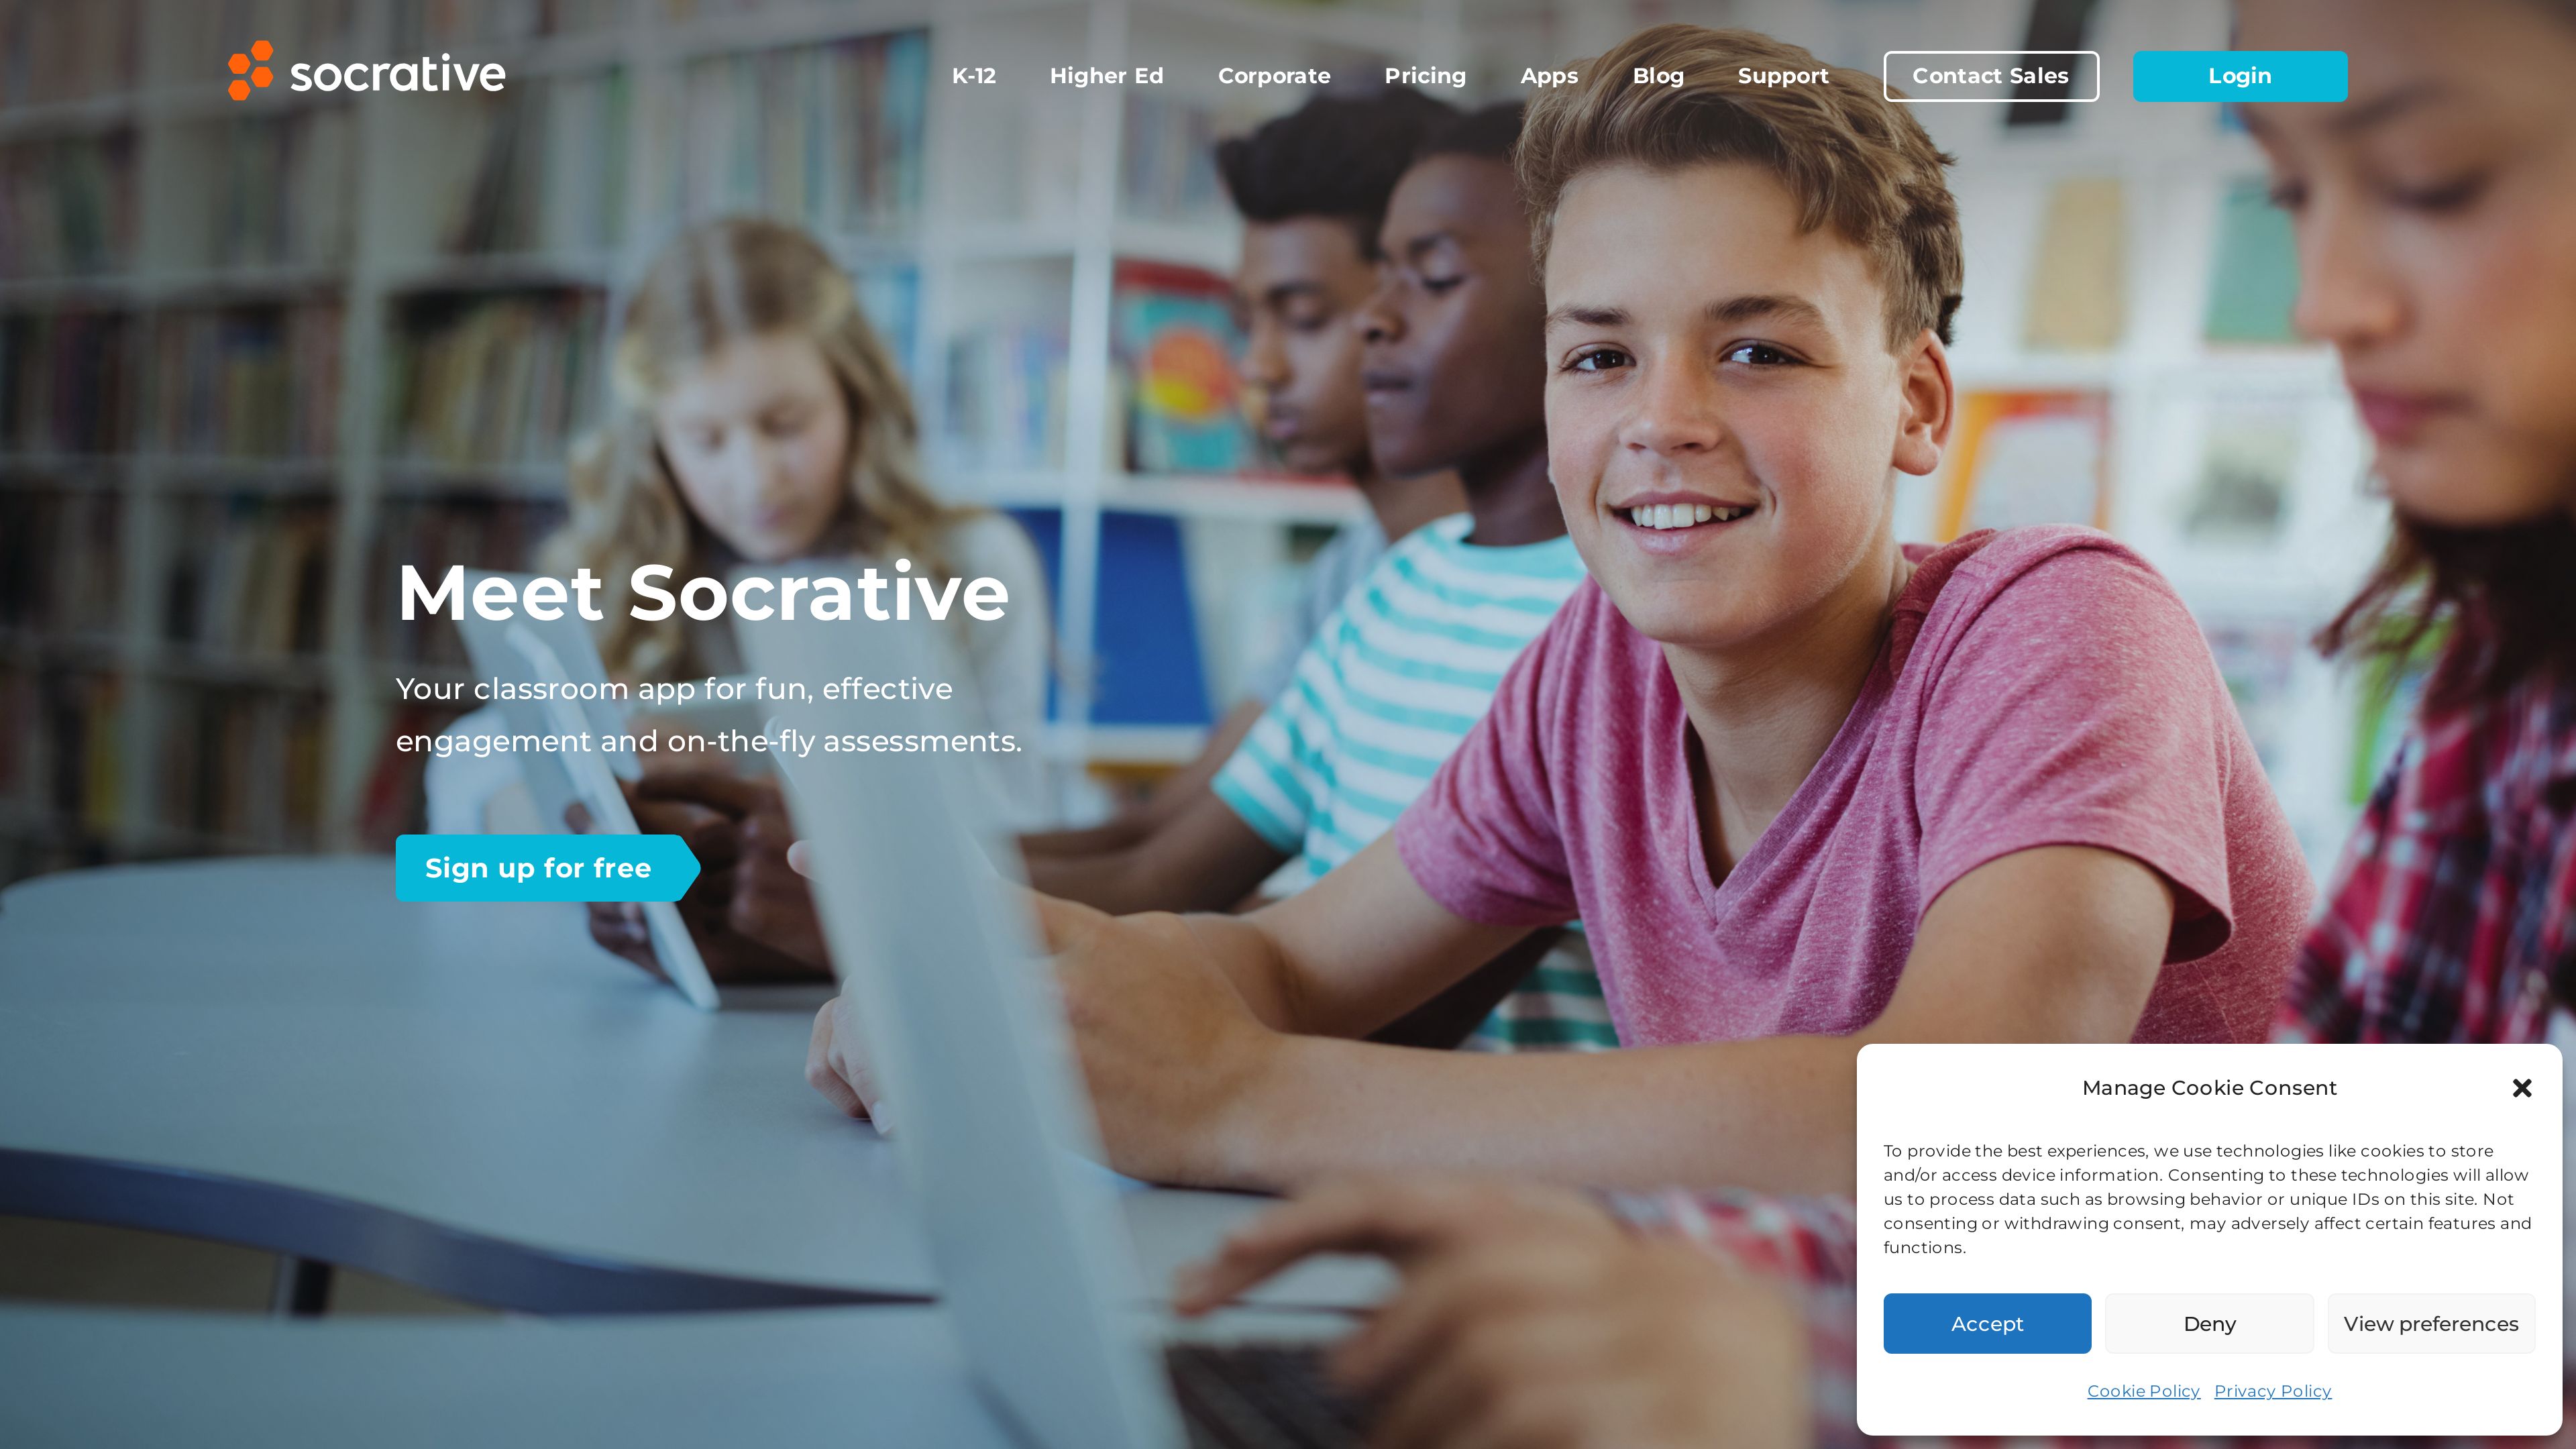 socrative
K-12
Higher Ed
Corporate
Pricing
Apps
Blog
Support
Contact Sales
Login
Meet Socrative
Your classroom app for fun, effective
engagement and on-the-fly assessments.
Sign up for free
Manage Cookie Consent
To provide the best experiences, we use technologies like cookies to store
and/or access device information. Consenting to these technologies will allow
us to process data such as browsing behavior or unique IDs on this site. Not
consenting or withdrawing consent, may adversely affect certain features and
functions.
Accept
Deny
View preferences
Cookie Policy
Privacy Policy